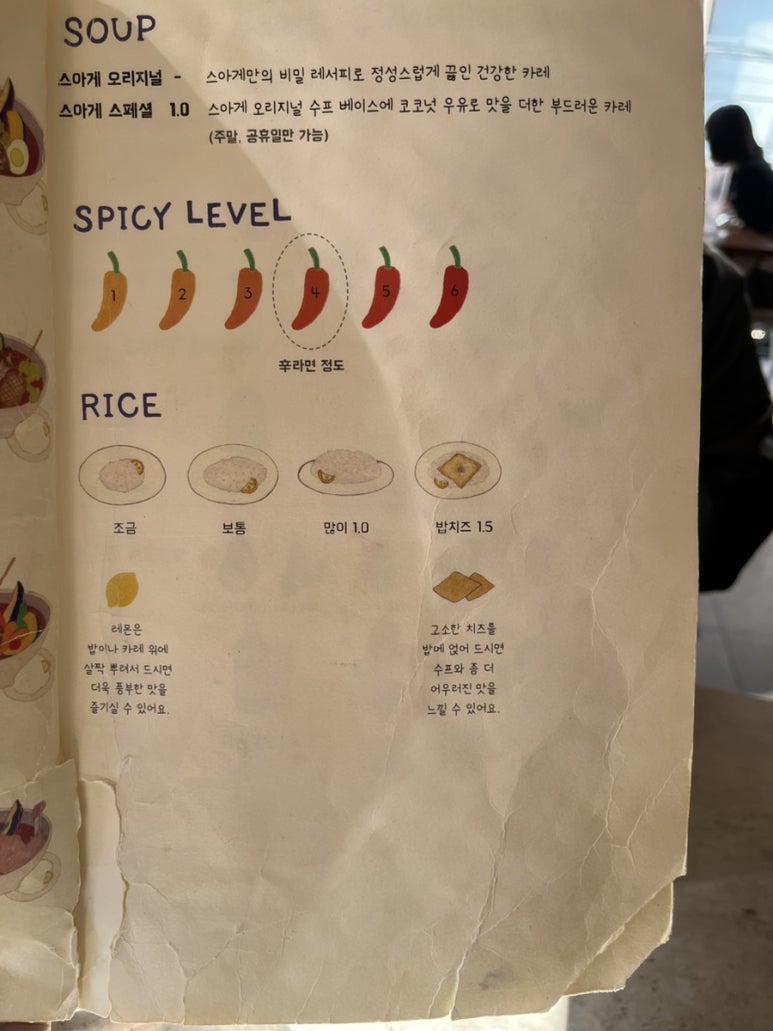 SOUP
스아게 오리지널 - 스아게만의 비밀 레서피로 정성스럽게 끓인 건강한 카레
스아게 스페셜 1.0 스아게 오리지널 수프 베이스에 코코넛 우유로 맛을 더한 부드러운 카레
(주말, 공휴일만 가능)
SPICY LEVEL
1 2 3 4 5 6
辛라면 정도
RICE
조금 보통 많이 1.0 밥치즈 1.5
레몬은
밥이나 카레 위에
살짝 뿌려서 드시면
더욱 풍부한 맛을
즐기실 수 있어요.
고소한 치즈를
밥에 얹어 드시면
수프와 좀 더
어우러진 맛을
느낄 수 있어요.